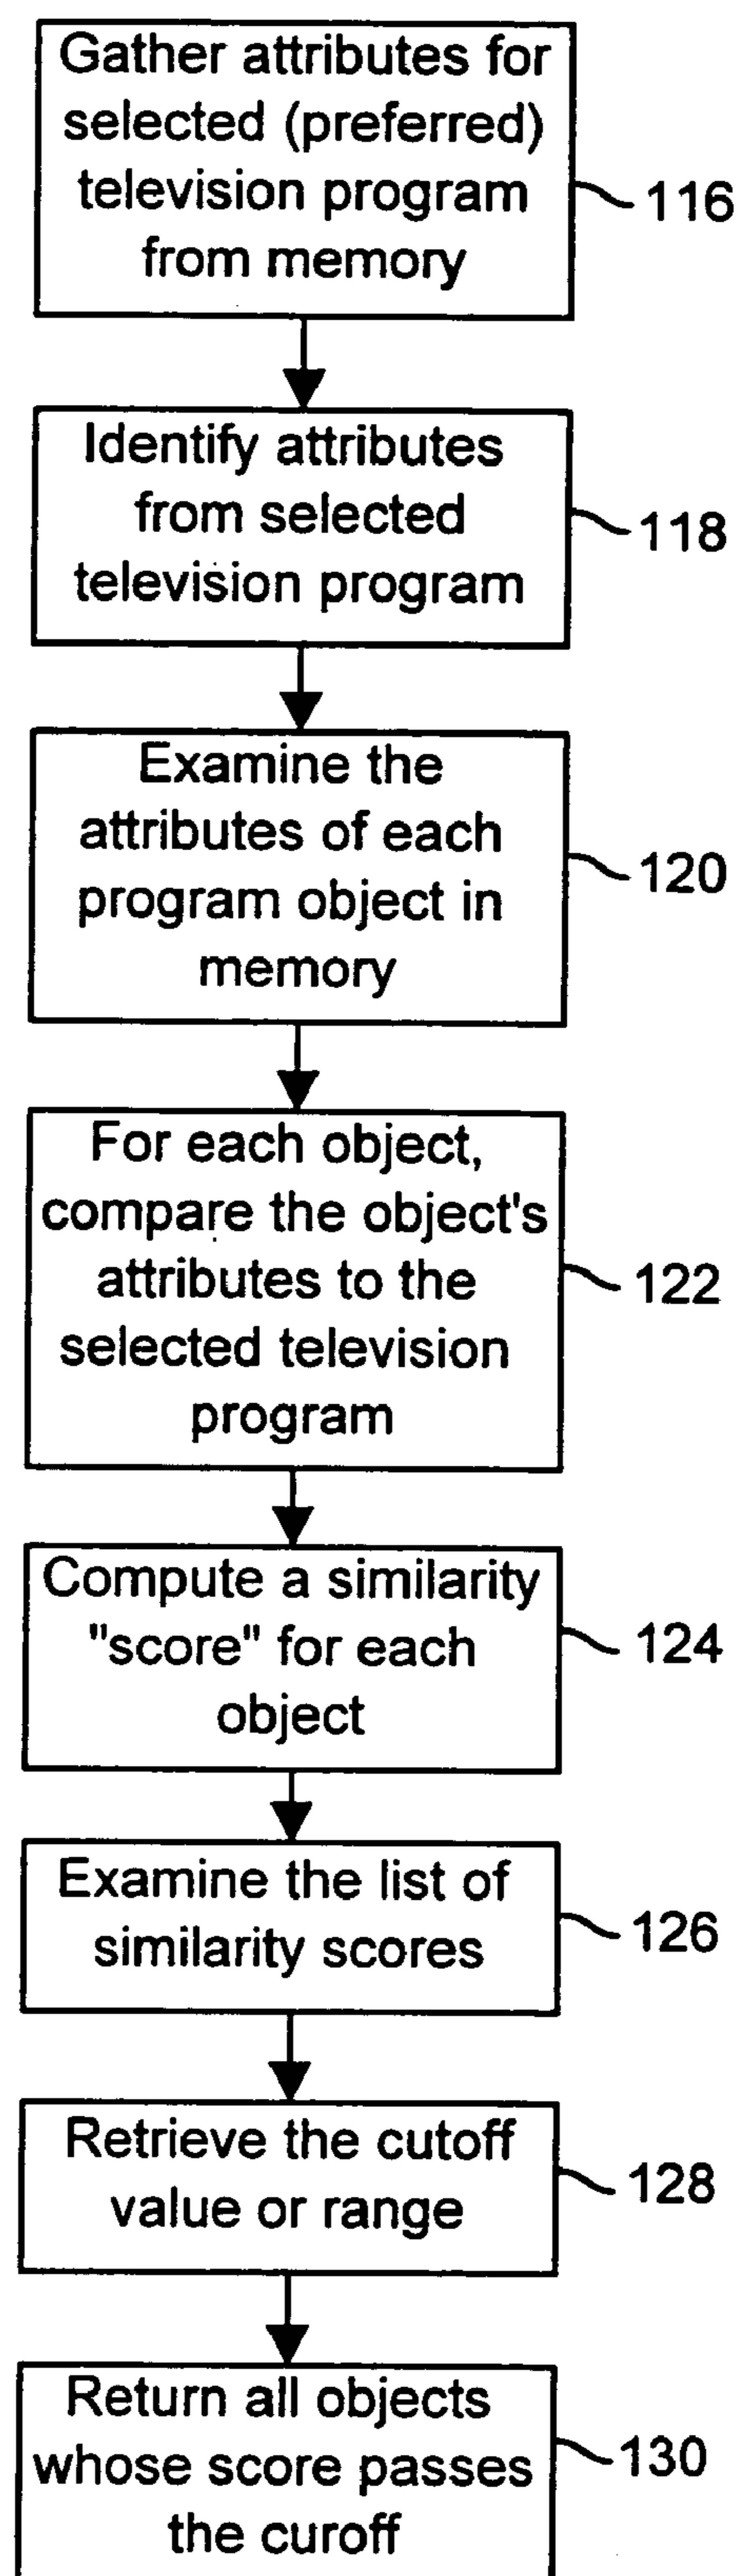 Gather attributes for
selected (preferred)
television program
from memory
116
Identify attributes
from selected
television program
118
Examine the
attributes of each
program object in
memory
120
For each object,
compare the object's
attributes to the
selected television
program
122
Compute a similarity
"score" for each
object
124
Examine the list of
similarity scores
126
Retrieve the cutoff
value or range
128
Return all objects
whose score passes
the curoff
130